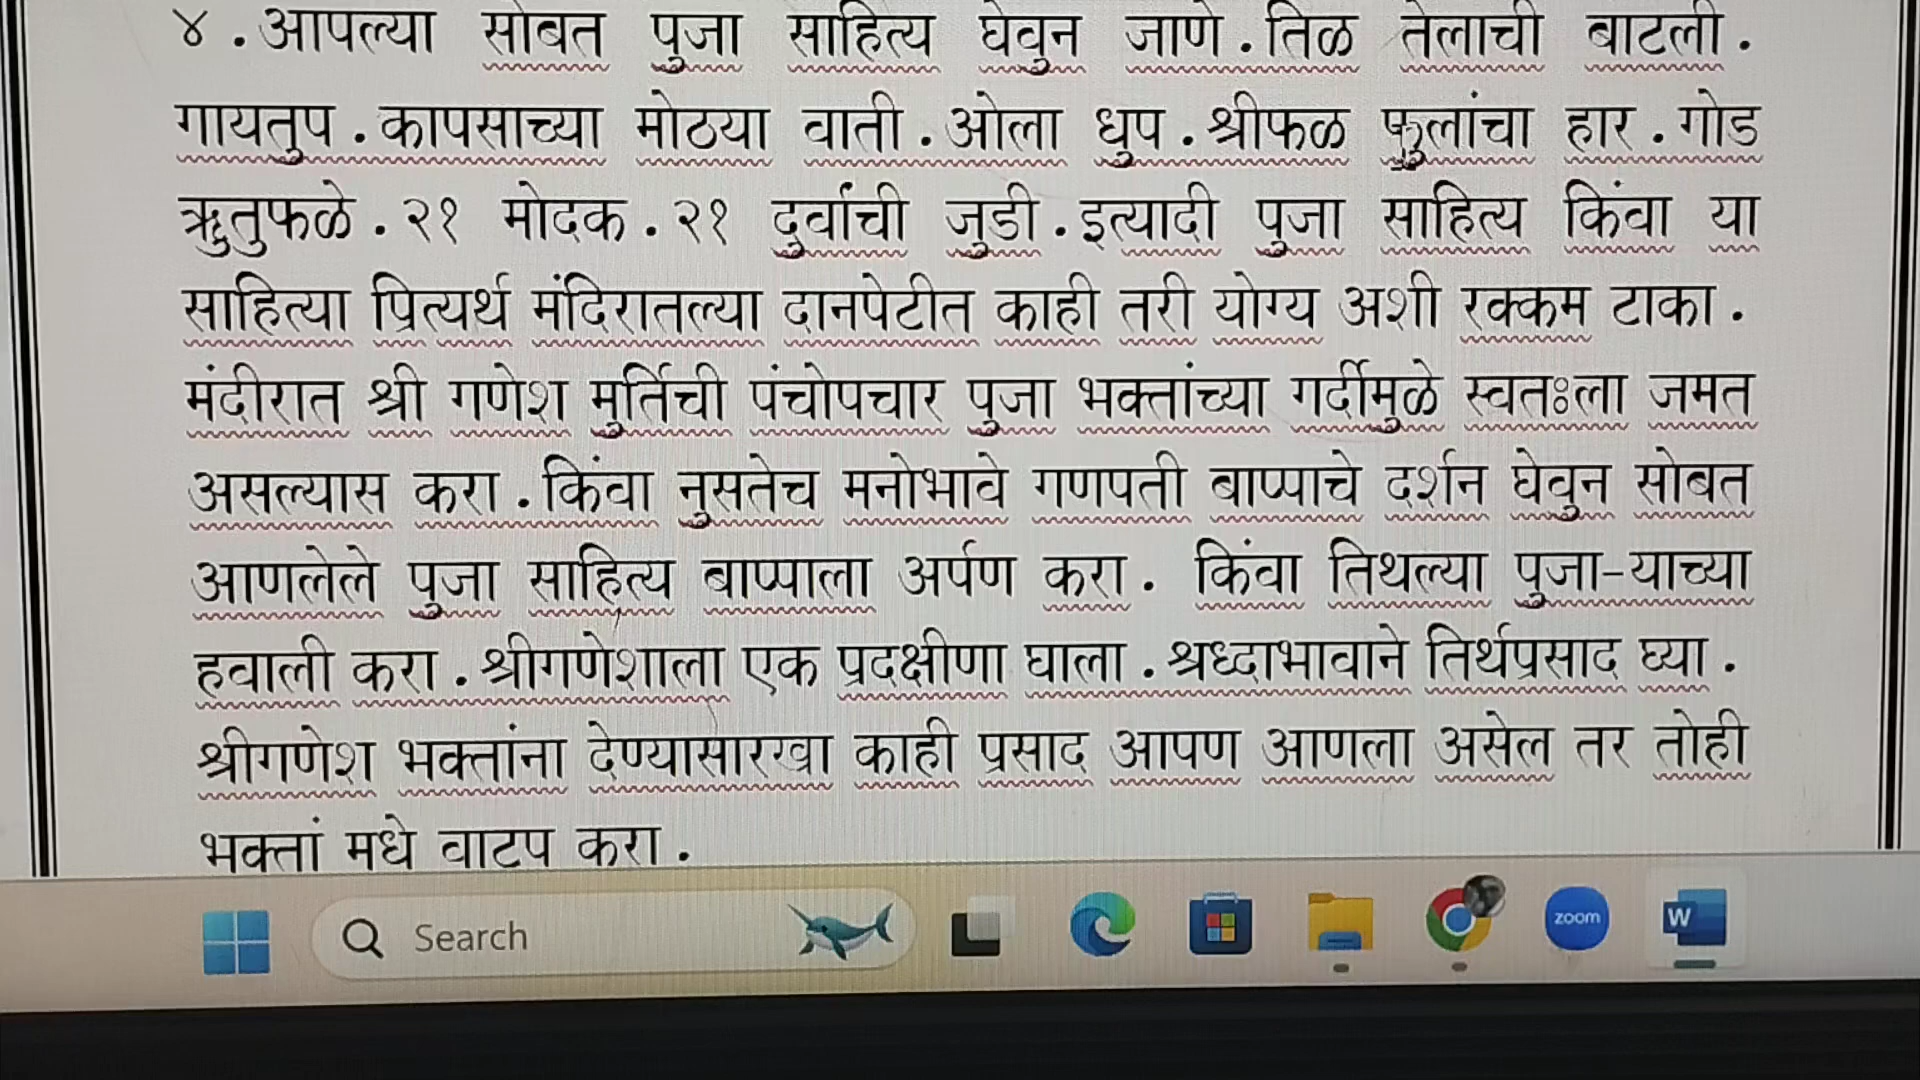 ४ .आपल्या सोबत पुजा साहित्य घेवुन जाणे .तिळ तेलाची बाटली .
गायतुप .कापसाच्या मोठया वाती .ओला धुप .श्रीफळ फुलांचा हार .गोड
ऋुतुफळे .२१ मोदक .२१ दुर्वाची जुडी .इत्यादी पुजा साहित्य किंवा या
साहित्या प्रित्यर्थ मंदिरातल्या दानपेटीत काही तरी योग्य अशी रक्कम टाका .
मंदीरात श्री गणेश मुर्तिची पंचोपचार पुजा भक्तांच्या गर्दीमुळे स्वतःला जमत
असल्यास करा .किंवा नुसतेच मनोभावे गणपती बाप्पाचे दर्शन घेवुन सोबत
आणलेले पुजा साहित्य बाप्पाला अर्पण करा . किंवा तिथल्या पुजा-याच्या
हवाली करा .श्रीगणेशाला एक प्रदक्षीणा घाला .श्रध्दाभावाने तिर्थप्रसाद घ्या .
श्रीगणेश भक्तांना देण्यासारखा काही प्रसाद आपण आणला असेल तर तोही
भक्तां मधे वाटप करा .
Search zoom W